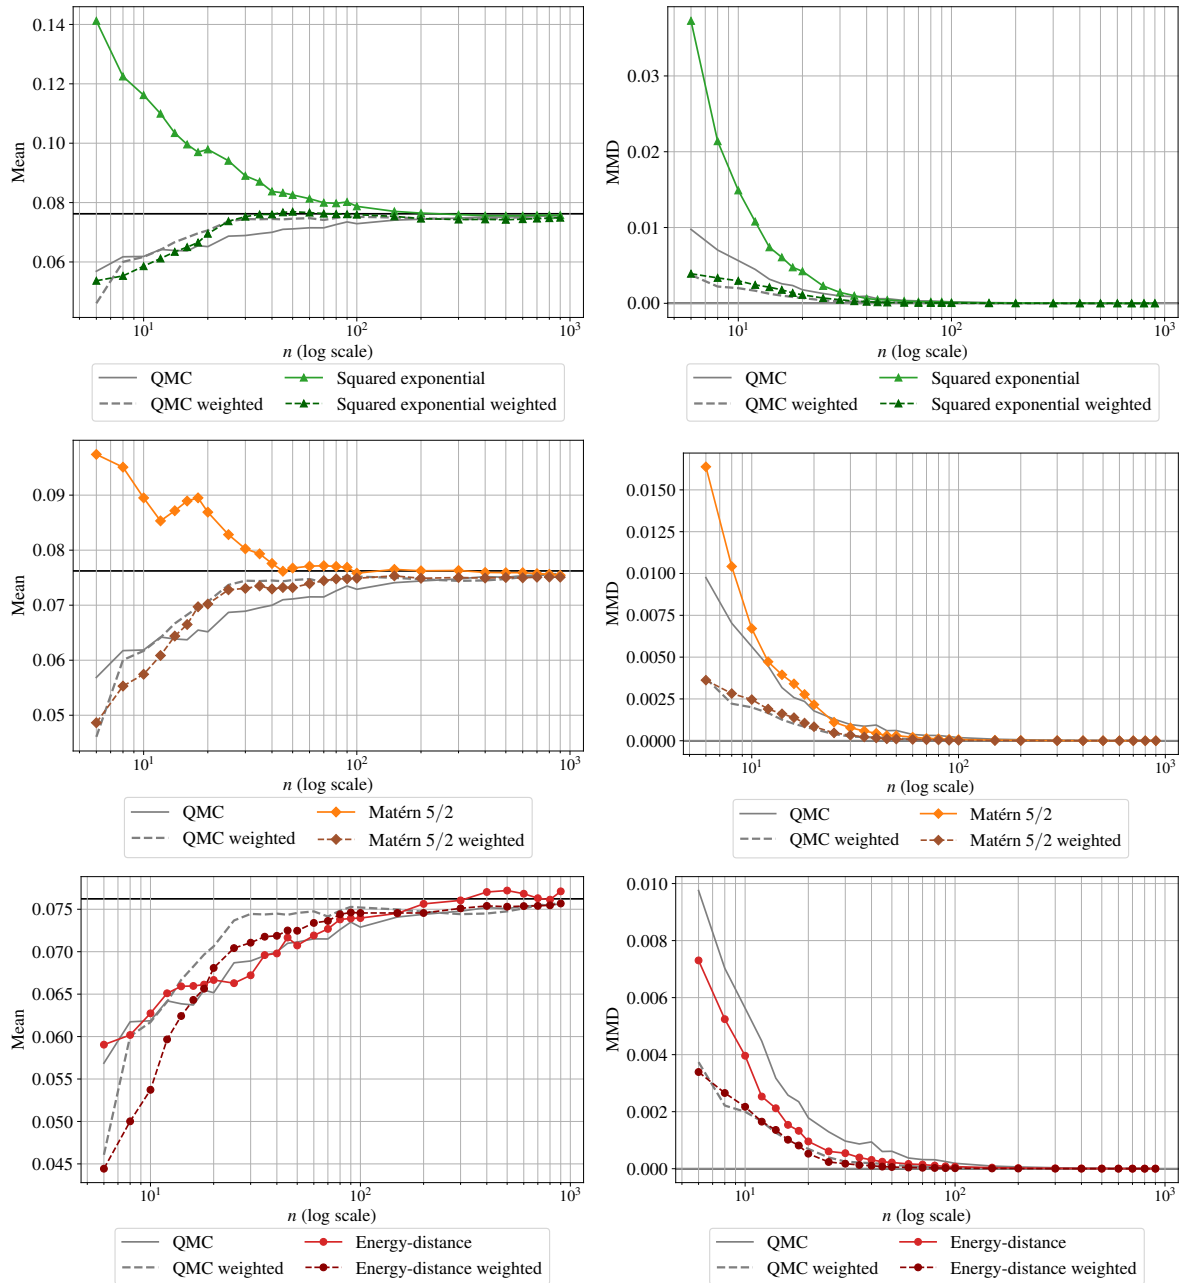 0.14
0.12
0.10
0.08
0.06
Mean
10¹
10²
10³
n (log scale)
QMC
QMC weighted
Squared exponential
Squared exponential weighted
0.03
0.02
0.01
0.00
MMD
10¹
10²
10³
n (log scale)
QMC
QMC weighted
Squared exponential
Squared exponential weighted
0.09
0.08
0.07
0.06
0.05
Mean
10¹
10²
10³
n (log scale)
QMC
QMC weighted
Matérn 5/2
Matérn 5/2 weighted
0.0150
0.0125
0.0100
0.0075
0.0050
0.0025
0.0000
MMD
10¹
10²
10³
n (log scale)
QMC
QMC weighted
Matérn 5/2
Matérn 5/2 weighted
0.075
0.070
0.065
0.060
0.055
0.050
0.045
Mean
10¹
10²
10³
n (log scale)
QMC
QMC weighted
Energy-distance
Energy-distance weighted
0.010
0.008
0.006
0.004
0.002
0.000
MMD
10¹
10²
10³
n (log scale)
QMC
QMC weighted
Energy-distance
Energy-distance weighted